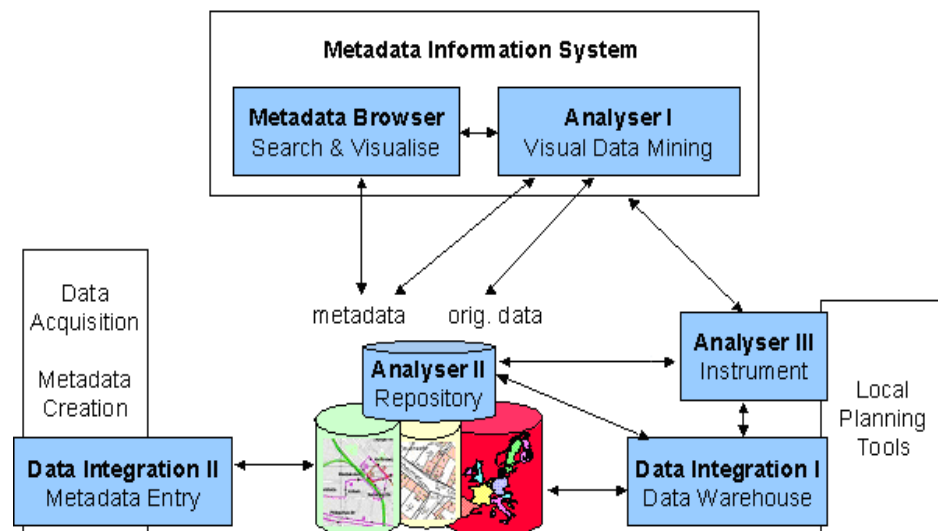 Metadata Information System
Metadata Browser
Search & Visualise
Analyser I
Visual Data Mining
Data
Acquisition
Metadata
Creation
metadata
orig. data
Analyser II
Repository
Analyser III
Instrument
Local
Planning
Tools
Data Integration II
Metadata Entry
Data Integration I
Data Warehouse